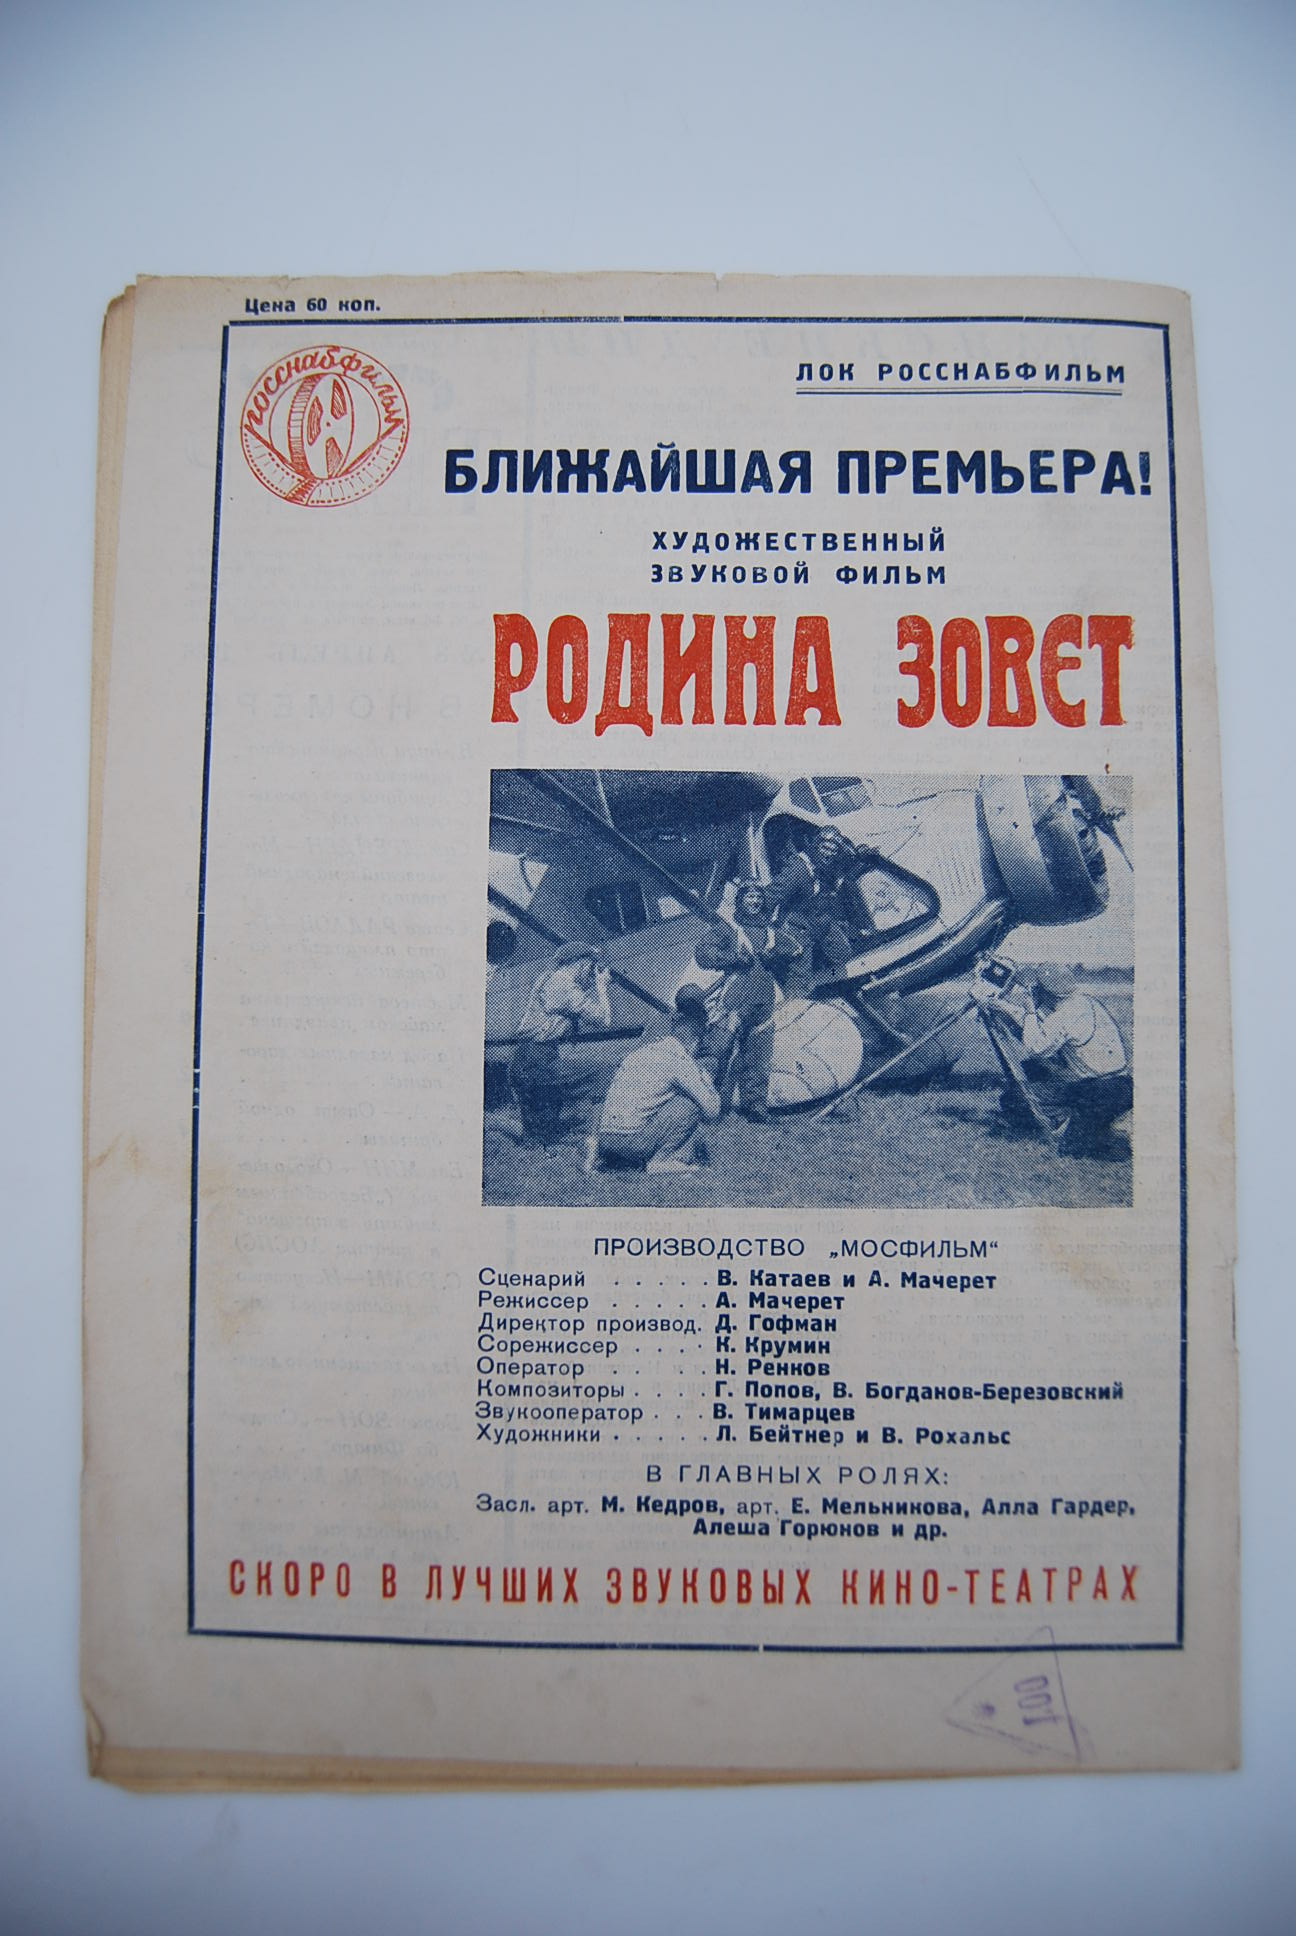 Цена 60 коп.
РОССНАБФИЛЬМ
ЛОК РОССНАБФИЛЬМ
БЛИЖАЙШАЯ ПРЕМЬЕРА!
ХУДОЖЕСТВЕННЫЙ
ЗВУКОВОЙ ФИЛЬМ
РОДИНА ЗОВЕТ
ПРОИЗВОДСТВО „МОСФИЛЬМ“
Сценарий . . . . . В. Катаев и А. Мачерет
Режиссер . . . . . А. Мачерет
Директор производ. Д. Гофман
Сорежиссер . . . . К. Крумин
Оператор . . . . Н. Ренков
Композиторы . . . . Г. Попов, В. Богданов-Березовский
Звукооператор . . . В. Тимарцев
Художники . . . . . Л. Бейтнер и В. Рохальс
В ГЛАВНЫХ РОЛЯХ:
Засл. арт. М. Кедров, арт. Е. Мельникова, Алла Гардер,
Алеша Горюнов и др.
СКОРО В ЛУЧШИХ ЗВУКОВЫХ КИНО-ТЕАТРАХ
1.00